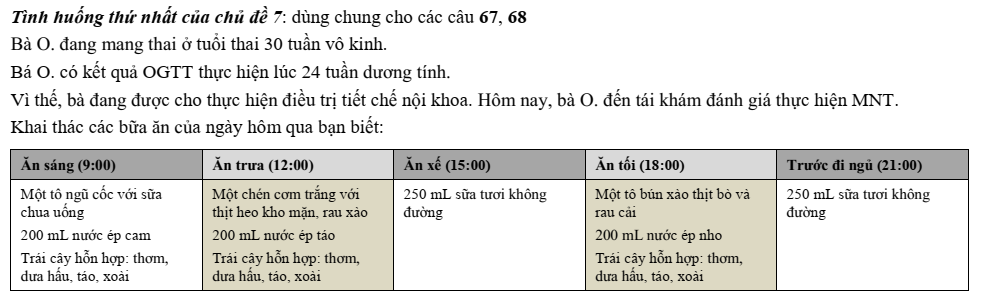 Tình huống thứ nhất của chủ đề 7: dùng chung cho các câu 67, 68
Bà O. đang mang thai ở tuổi thai 30 tuần vô kinh.
Bá O. có kết quả OGTT thực hiện lúc 24 tuần dương tính.
Vì thế, bà đang được cho thực hiện điều trị tiết chế nội khoa. Hôm nay, bà O. đến tái khám đánh giá thực hiện MNT.
Khai thác các bữa ăn của ngày hôm qua bạn biết:
Ăn sáng (9:00) Ăn trưa (12:00) Ăn xế (15:00) Ăn tối (18:00) Trước đi ngủ (21:00)
Một tô ngũ cốc với sữa chua uống
200 mL nước ép cam
Trái cây hỗn hợp: thơm, dưa hấu, táo, xoài
Một chén cơm trắng với thịt heo kho mặn, rau xào
200 mL nước ép táo
Trái cây hỗn hợp: thơm, dưa hấu, táo, xoài
250 mL sữa tươi không đường
Một tô bún xào thịt bò và rau cải
200 mL nước ép nho
Trái cây hỗn hợp: thơm, dưa hấu, táo, xoài
250 mL sữa tươi không đường